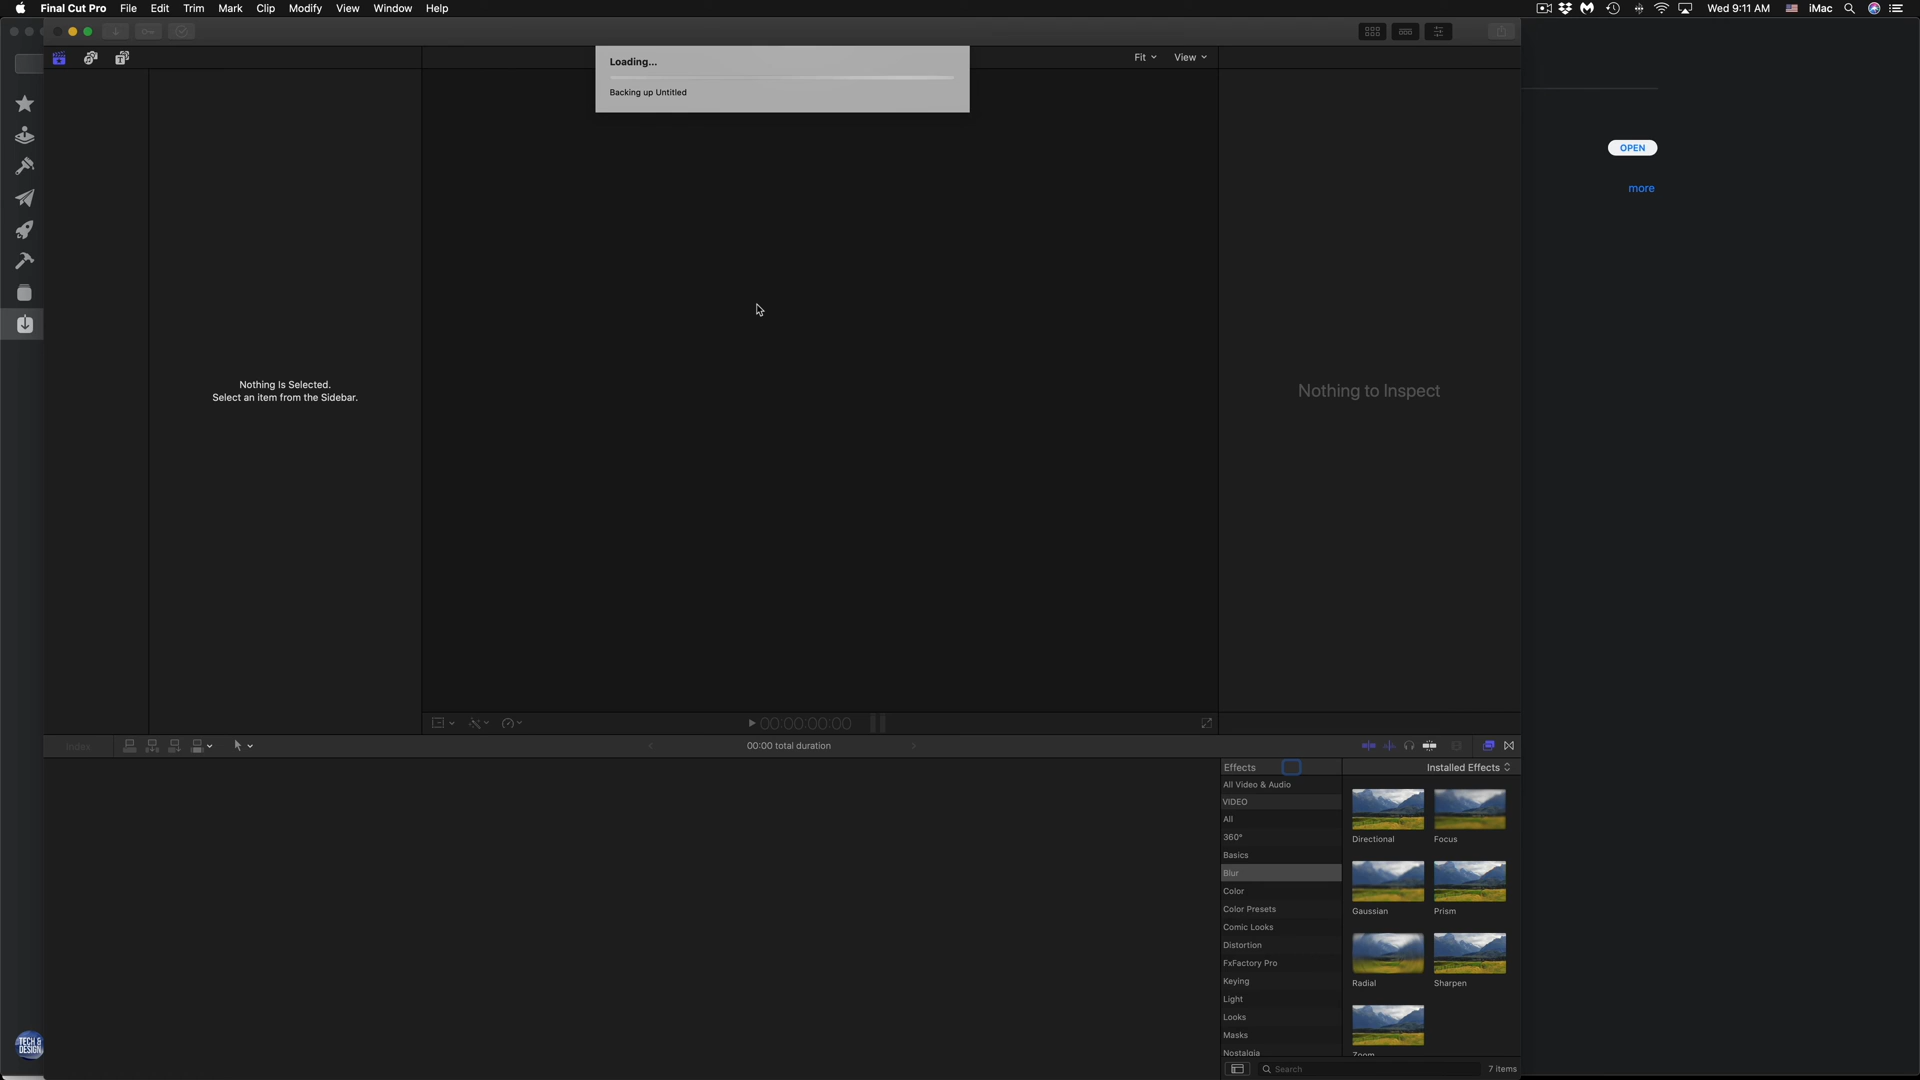 Final Cut Pro File Edit Trim Mark Clip Modify View Window Help
Wed 9:11 AM iMac
Fit View
Loading...
Backing up Untitled
OPEN
more
Nothing Is Selected.
Select an item from the Sidebar.
Nothing to Inspect
00:00:00:00
Index
00:00 total duration
Effects
Installed Effects
All Video & Audio
VIDEO
All
360°
Basics
Blur
Color
Color Presets
Comic Looks
Distortion
FxFactory Pro
Keying
Light
Looks
Masks
Nostalgia
Directional
Focus
Gaussian
Prism
Radial
Sharpen
Zoom
Search
7 items
TECH &
DESIGN